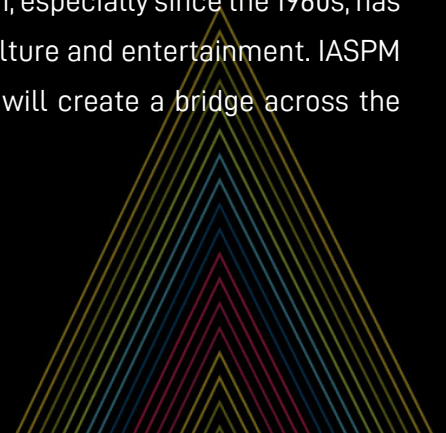 , especially since the 1960s, has
lture and entertainment. IASPM
will create a bridge across the